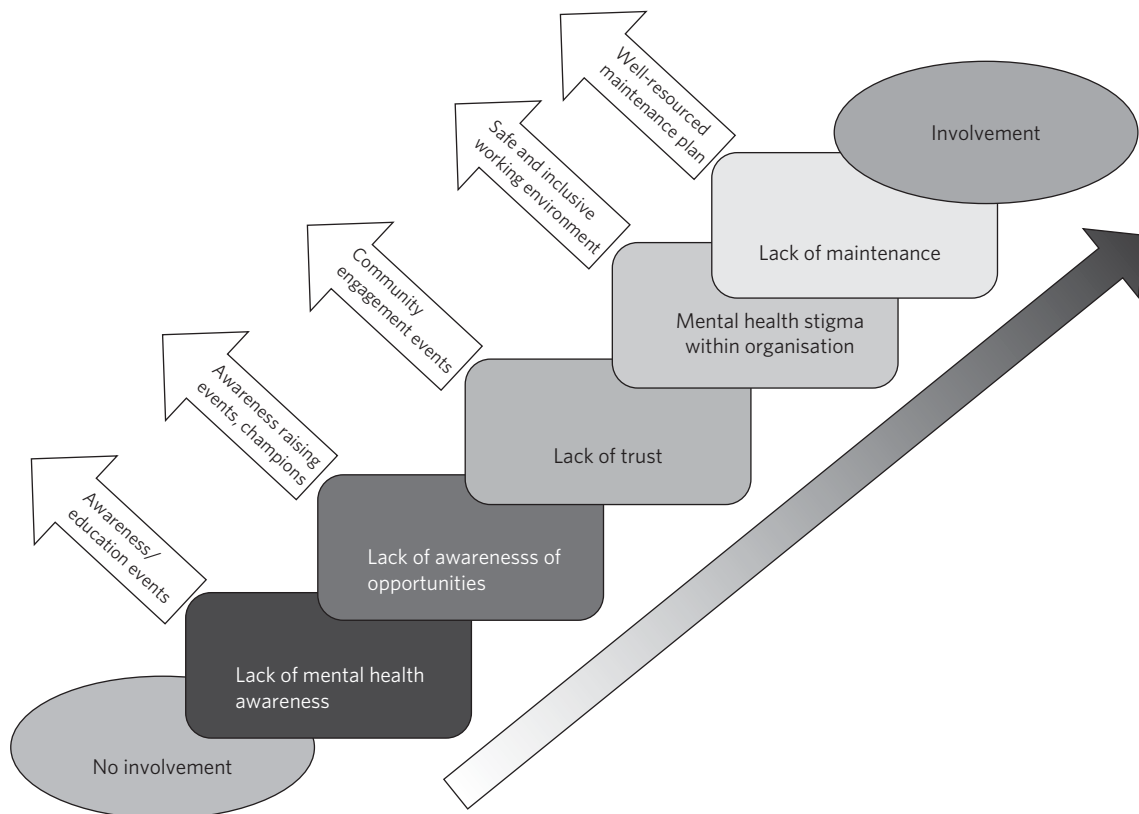 Well-resourced
maintenance plan
Involvement
Safe and inclusive
working environment
Lack of maintenance
Community
engagement events
Mental health stigma
within organisation
Awareness raising
events, champions
Lack of trust
Awareness/
education events
Lack of awarenesss of
opportunities
Lack of mental health
awareness
No involvement